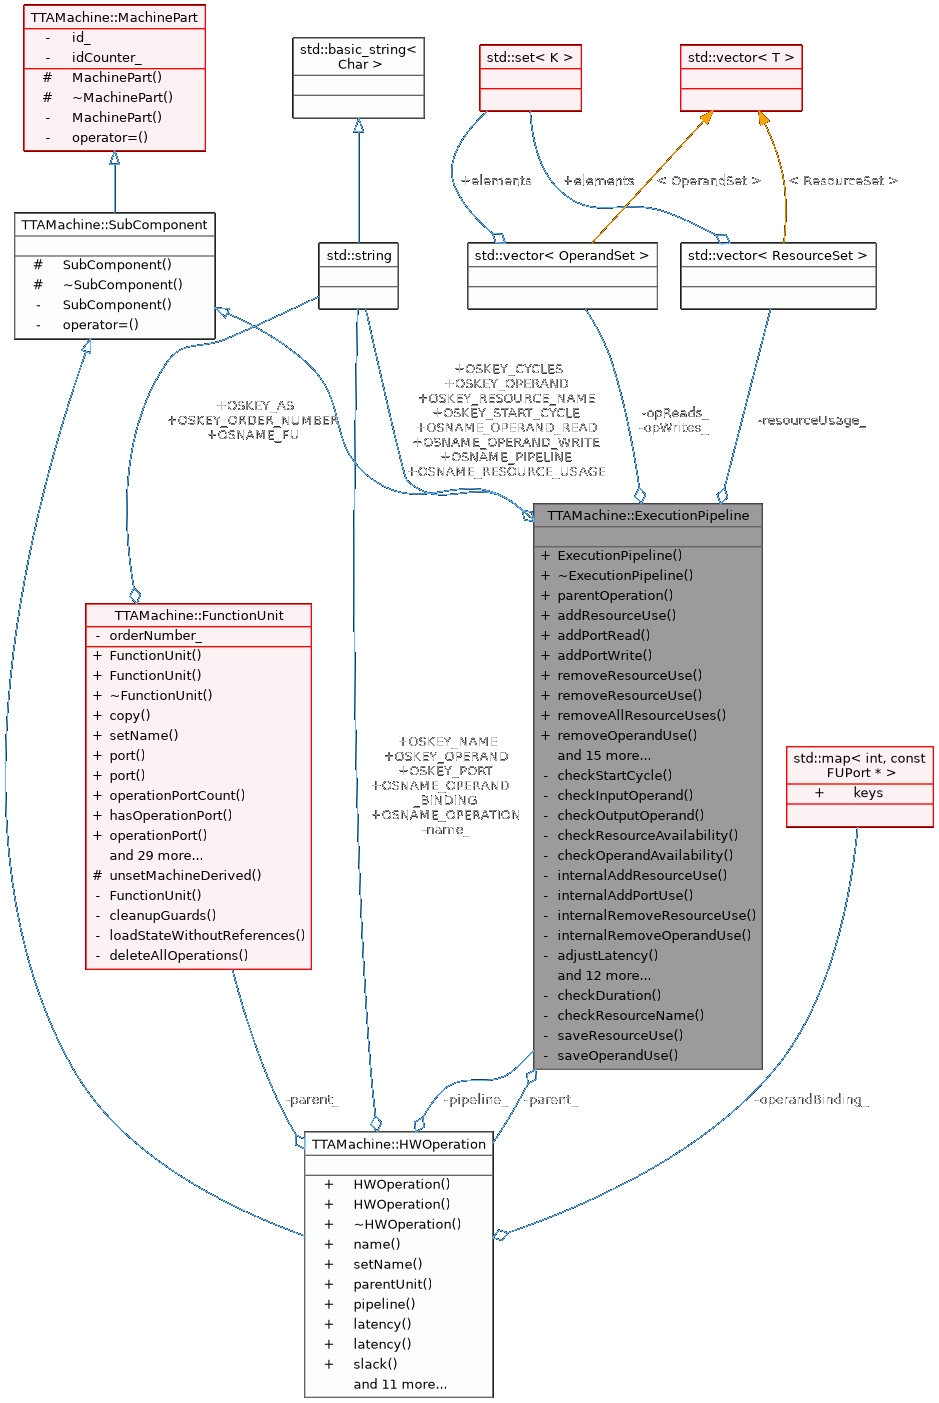 TTAMachine::MachinePart
- id_
- idCounter_
# MachinePart()
# ~MachinePart()
- MachinePart()
- operator=()
std::basic_string<
Char >
std::set< K >
std::vector< T >
+elements
+elements
< OperandSet >
< ResourceSet >
TTAMachine::SubComponent
# SubComponent()
# ~SubComponent()
- SubComponent()
- operator=()
std::string
std::vector< OperandSet >
std::vector< ResourceSet >
+OSKEY_AS
+OSKEY_ORDER_NUMBER
+OSNAME_FU
+OSKEY_CYCLES
+OSKEY_OPERAND
+OSKEY_RESOURCE_NAME
+OSKEY_START_CYCLE
+OSNAME_OPERAND_READ
+OSNAME_OPERAND_WRITE
+OSNAME_PIPELINE
+OSNAME_RESOURCE_USAGE
-opReads_
-opWrites_
-resourceUsage_
TTAMachine::FunctionUnit
- orderNumber_
+ FunctionUnit()
+ FunctionUnit()
+ ~FunctionUnit()
+ copy()
+ setName()
+ port()
+ port()
+ operationPortCount()
+ hasOperationPort()
+ operationPort()
and 29 more...
# unsetMachineDerived()
- FunctionUnit()
- cleanupGuards()
- loadStateWithoutReferences()
- deleteAllOperations()
+OSKEY_NAME
+OSKEY_OPERAND
+OSKEY_PORT
+OSNAME_OPERAND
_BINDING
+OSNAME_OPERATION
-name_
TTAMachine::ExecutionPipeline
+ ExecutionPipeline()
+ ~ExecutionPipeline()
+ parentOperation()
+ addResourceUse()
+ addPortRead()
+ addPortWrite()
+ removeResourceUse()
+ removeResourceUse()
+ removeAllResourceUses()
+ removeOperandUse()
and 15 more...
- checkStartCycle()
- checkInputOperand()
- checkOutputOperand()
- checkResourceAvailability()
- checkOperandAvailability()
- internalAddResourceUse()
- internalAddPortUse()
- internalRemoveResourceUse()
- internalRemoveOperandUse()
- adjustLatency()
and 12 more...
- checkDuration()
- checkResourceName()
- saveResourceUse()
- saveOperandUse()
std::map< int, const
FUPort * >
+ keys
-parent_
-pipeline_
-parent_
-operandBinding_
TTAMachine::HWOperation
+ HWOperation()
+ HWOperation()
+ ~HWOperation()
+ name()
+ setName()
+ parentUnit()
+ pipeline()
+ latency()
+ latency()
+ slack()
and 11 more...